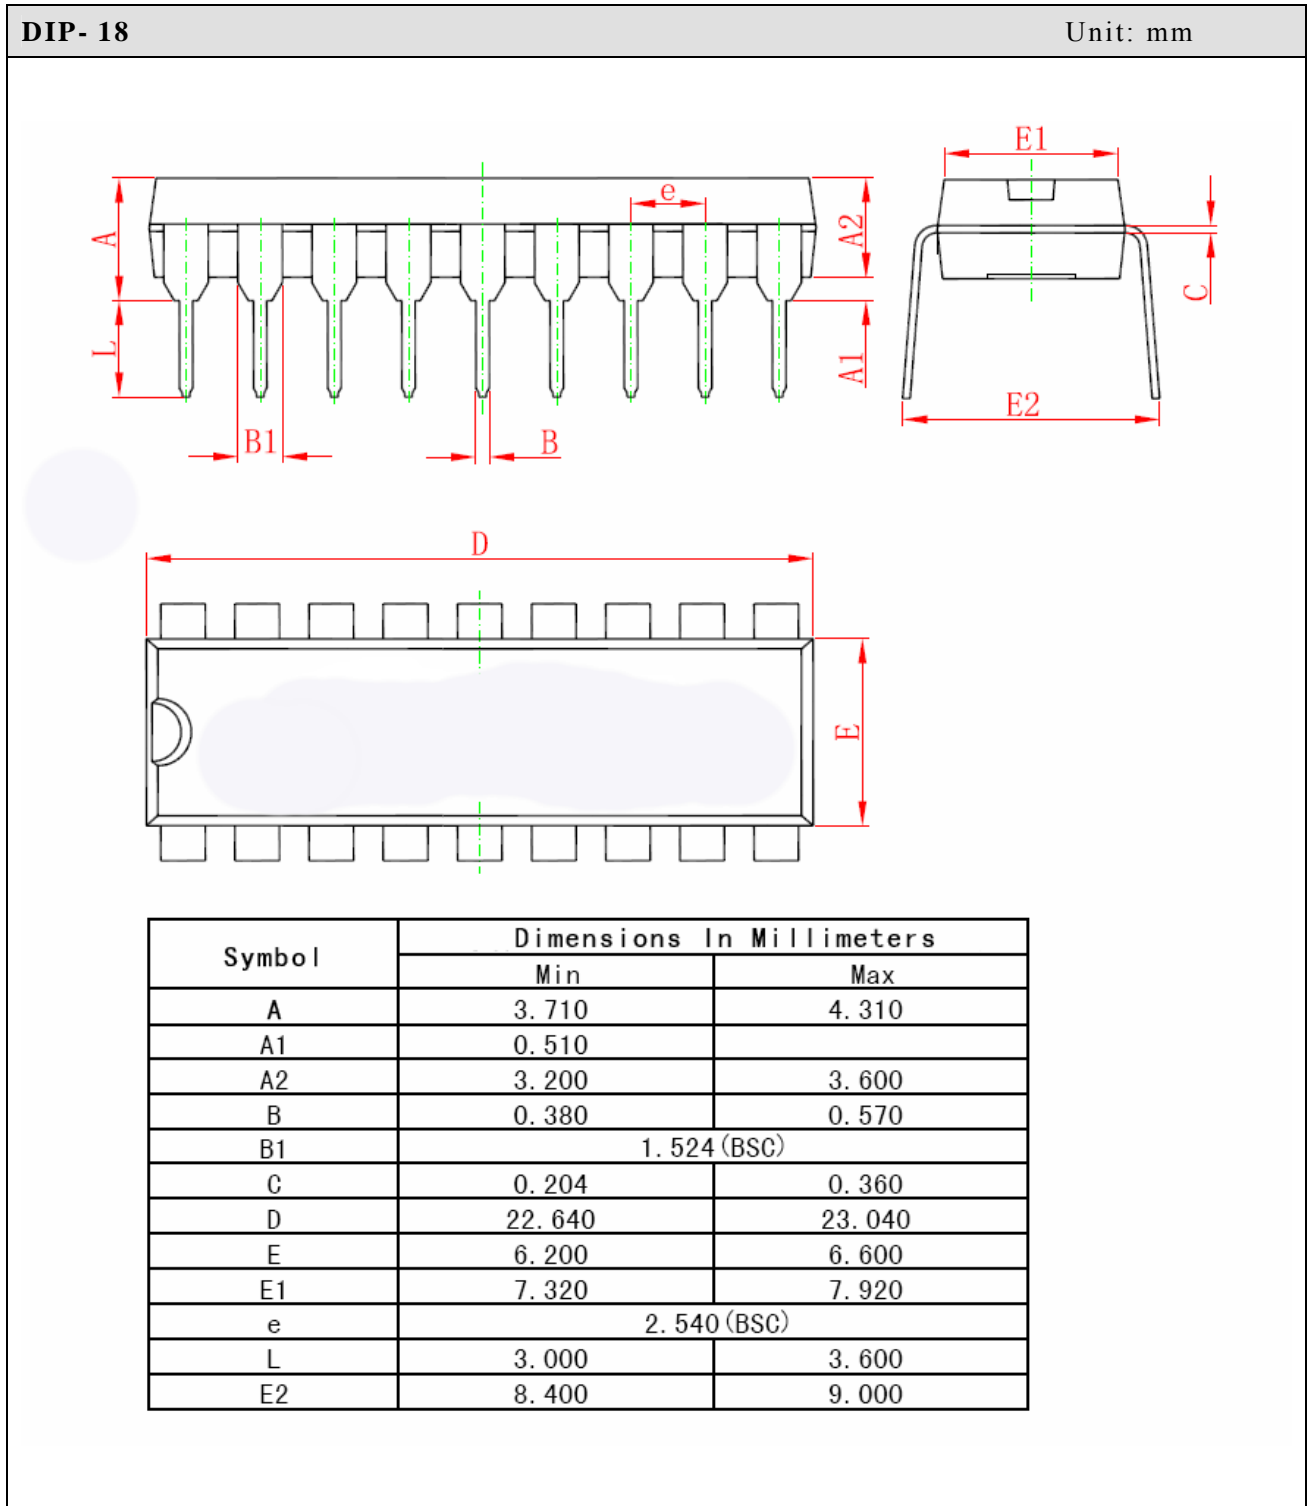 DIP- 18 Unit: mm
E1
e
A
A2
C
L
A1
E2
B1
B
D
E
Symbol Dimensions In Millimeters
Min Max
A 3.710 4.310
A1 0.510
A2 3.200 3.600
B 0.380 0.570
B1 1.524(BSC)
C 0.204 0.360
D 22.640 23.040
E 6.200 6.600
E1 7.320 7.920
e 2.540(BSC)
L 3.000 3.600
E2 8.400 9.000